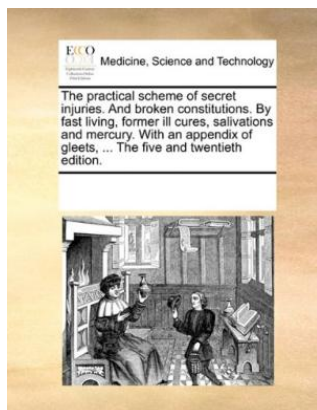 ECCO
Medicine, Science and Technology
The practical scheme of secret
injuries. And broken constitutions. By
fast living, former ill cures, salivations
and mercury. With an appendix of
gleets, ... The five and twentieth
edition.